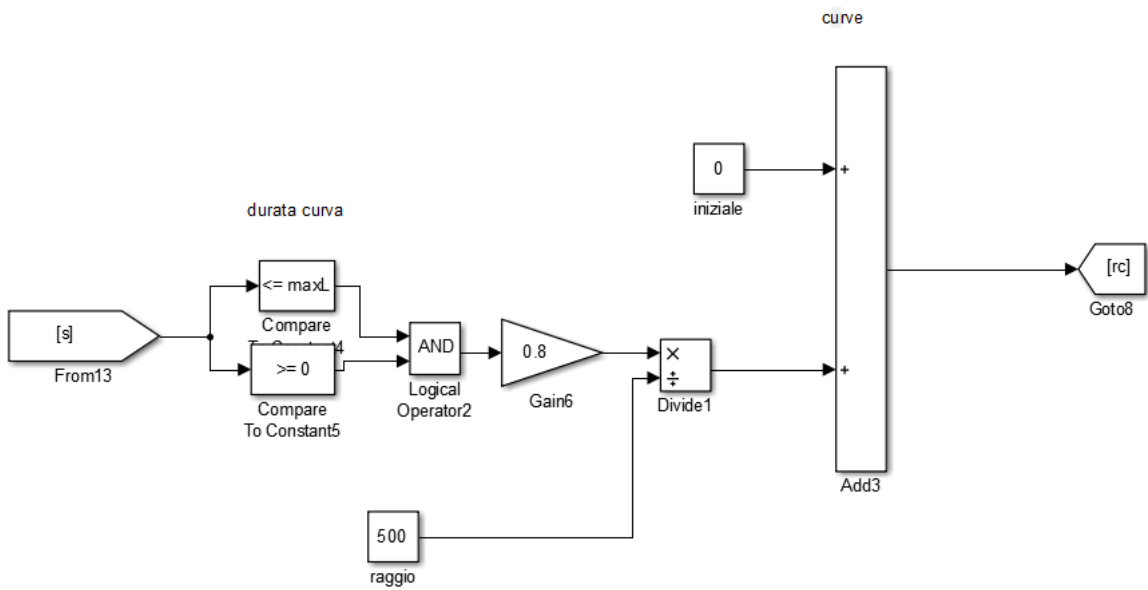 curve
0
iniziale
durata curva
<= maxL
Compare
[s]
From13
>= 0
Compare
To Constant5
AND
Logical
Operator2
0.8
Gain6
×
÷
Divide1
+
+
Add3
[rc]
Goto8
500
raggio